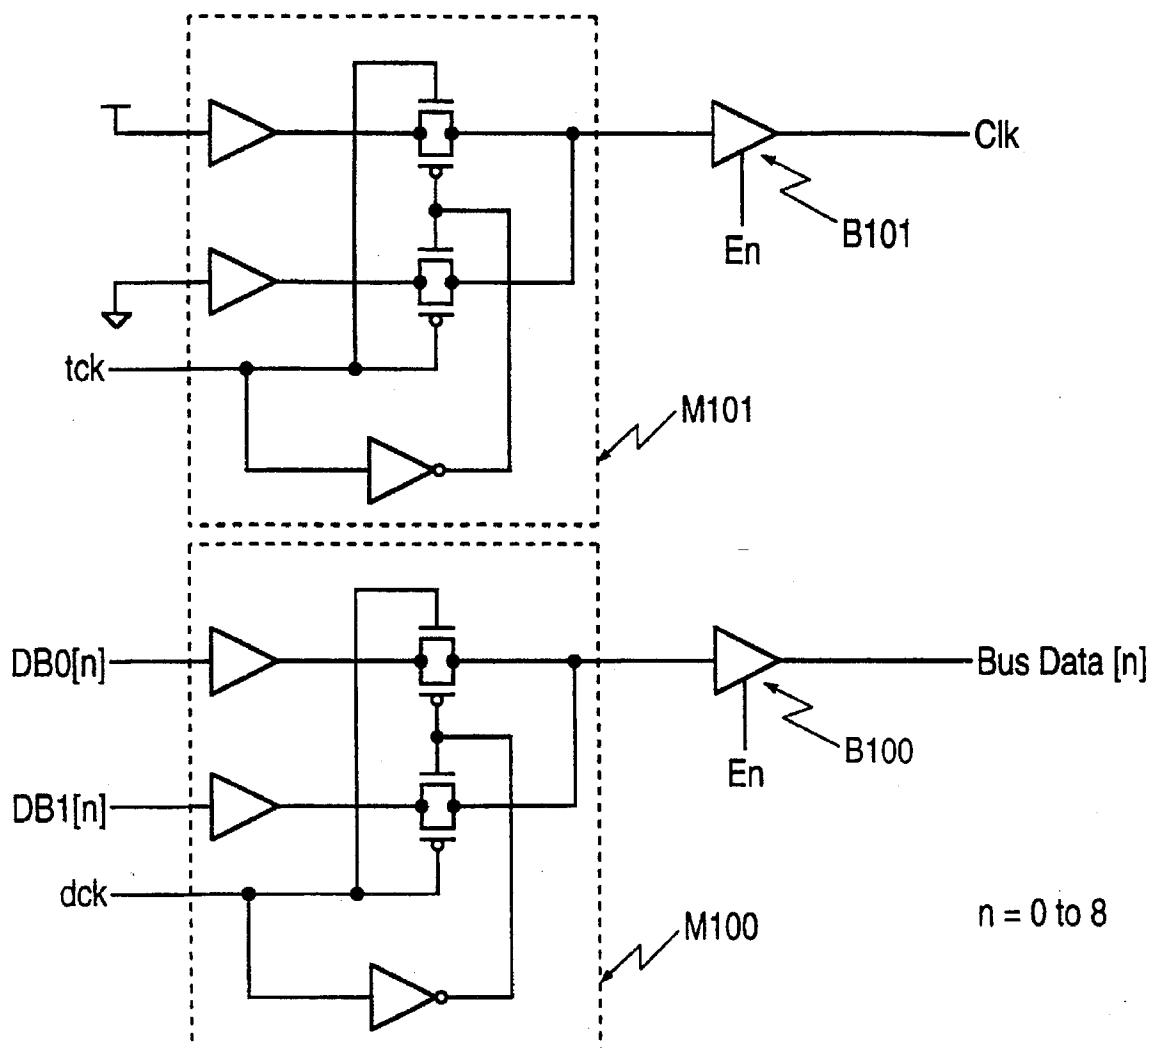 Clk
B101
En
tck
M101
DB0[n]
Bus Data [n]
B100
En
DB1[n]
dck
M100
n = 0 to 8